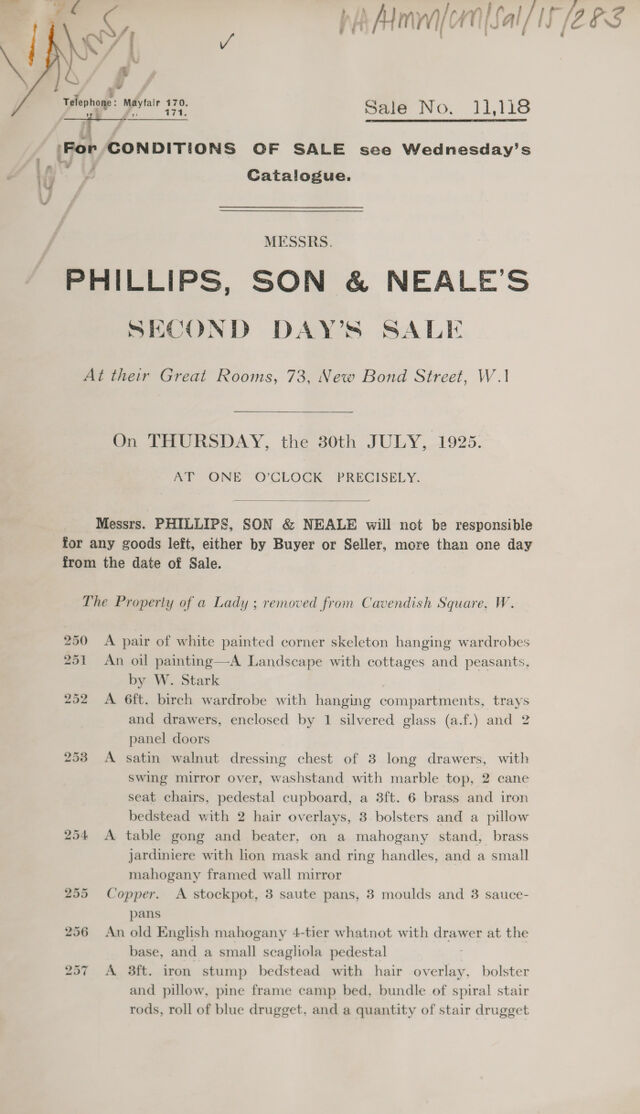 WA/HMM/CM/Sal/15/283
Telephone: Mayfair 170.
" " 171.
Sale No. 11,118
For CONDITIONS OF SALE see Wednesday's
Catalogue.
MESSRS.
PHILLIPS, SON & NEALE'S
SECOND DAY'S SALE
At their Great Rooms, 73, New Bond Street, W.1
On THURSDAY, the 30th JULY, 1925.
AT ONE O'CLOCK PRECISELY.
Messrs. PHILLIPS, SON & NEALE will not be responsible
for any goods left, either by Buyer or Seller, more than one day
from the date of Sale.
The Property of a Lady; removed from Cavendish Square, W.
250 A pair of white painted corner skeleton hanging wardrobes
251 An oil painting—A Landscape with cottages and peasants,
by W. Stark
252 A 6ft. birch wardrobe with hanging compartments, trays
and drawers, enclosed by 1 silvered glass (a.f.) and 2
panel doors
253 A satin walnut dressing chest of 3 long drawers, with
swing mirror over, washstand with marble top, 2 cane
seat chairs, pedestal cupboard, a 3ft. 6 brass and iron
bedstead with 2 hair overlays, 3 bolsters and a pillow
254 A table gong and beater, on a mahogany stand, brass
jardiniere with lion mask and ring handles, and a small
mahogany framed wall mirror
255 Copper. A stockpot, 3 saute pans, 3 moulds and 3 sauce-
pans
256 An old English mahogany 4-tier whatnot with drawer at the
base, and a small scagliola pedestal
257 A 3ft. iron stump bedstead with hair overlay, bolster
and pillow, pine frame camp bed, bundle of spiral stair
rods, roll of blue drugget, and a quantity of stair drugget